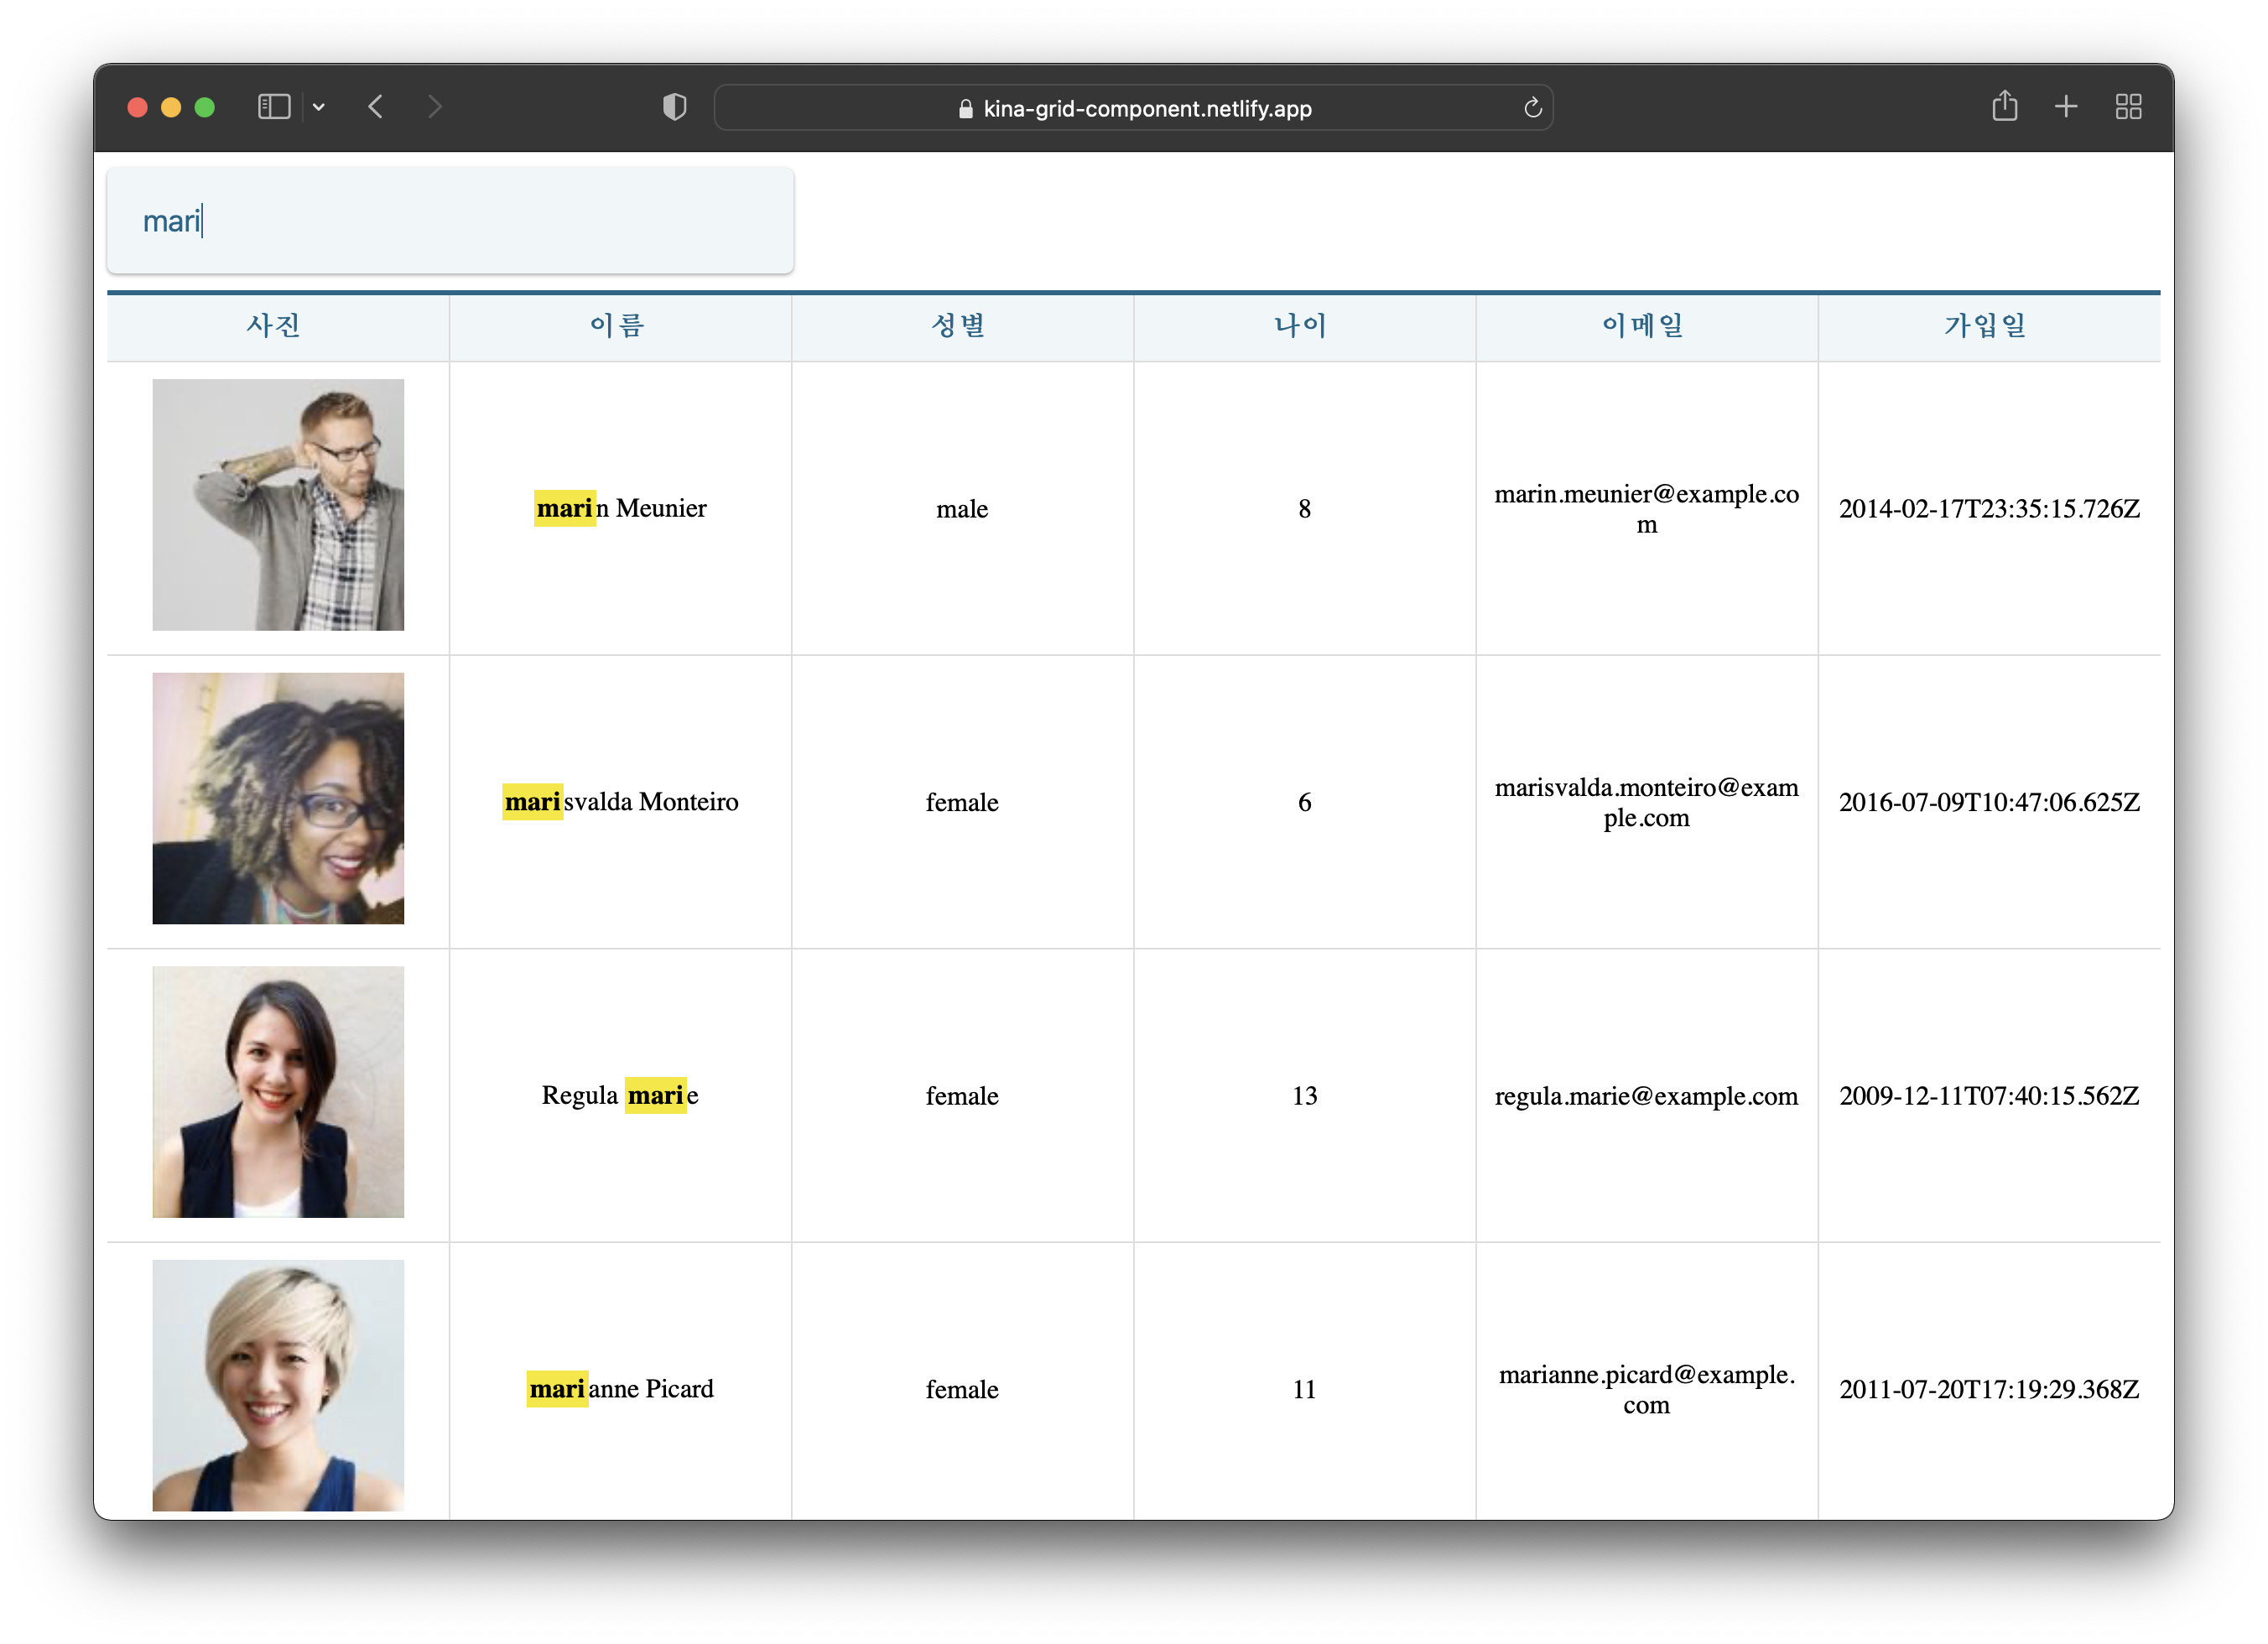 kina-grid-component.netlify.app
mari
사진 이름 성별 나이 이메일 가입일
marin Meunier male 8 marin.meunier@example.co
m 2014-02-17T23:35:15.726Z
marisvalda Monteiro female 6 marisvalda.monteiro@exam
ple.com 2016-07-09T10:47:06.625Z
Regula marie female 13 regula.marie@example.com 2009-12-11T07:40:15.562Z
marianne Picard female 11 marianne.picard@example.
com 2011-07-20T17:19:29.368Z